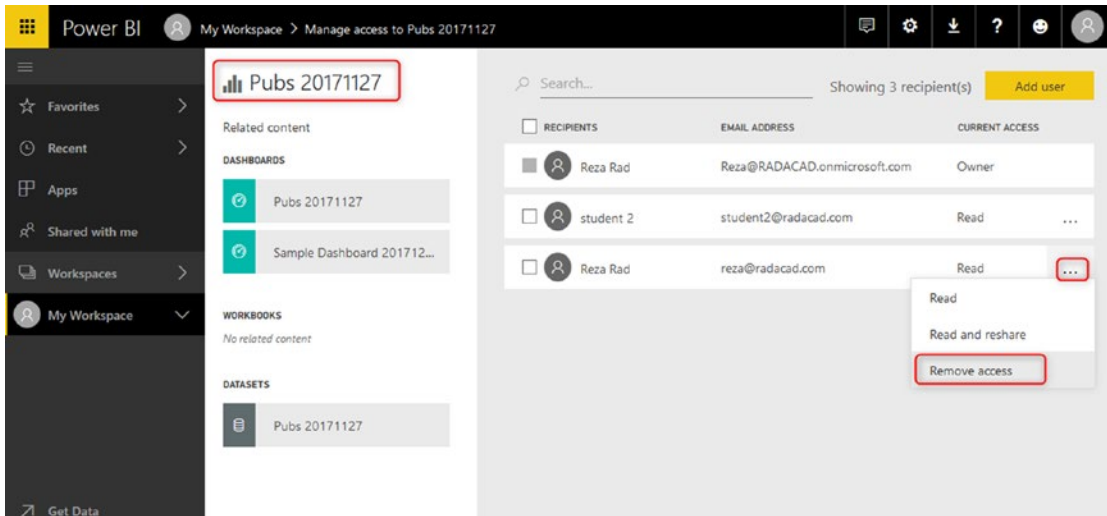 Power BI
My Workspace > Manage access to Pubs 20171127
?
Favorites
Recent
Apps
Shared with me
Workspaces
My Workspace
Get Data
Pubs 20171127
Related content
DASHBOARDS
Pubs 20171127
Sample Dashboard 201712...
WORKBOOKS
No related content
DATASETS
Pubs 20171127
Search...
Showing 3 recipient(s)
Add user
RECIPIENTS EMAIL ADDRESS CURRENT ACCESS
Reza Rad Reza@RADACAD.onmicrosoft.com Owner
student 2 student2@radacad.com Read ...
Reza Rad reza@radacad.com Read ...
Read
Read and reshare
Remove access